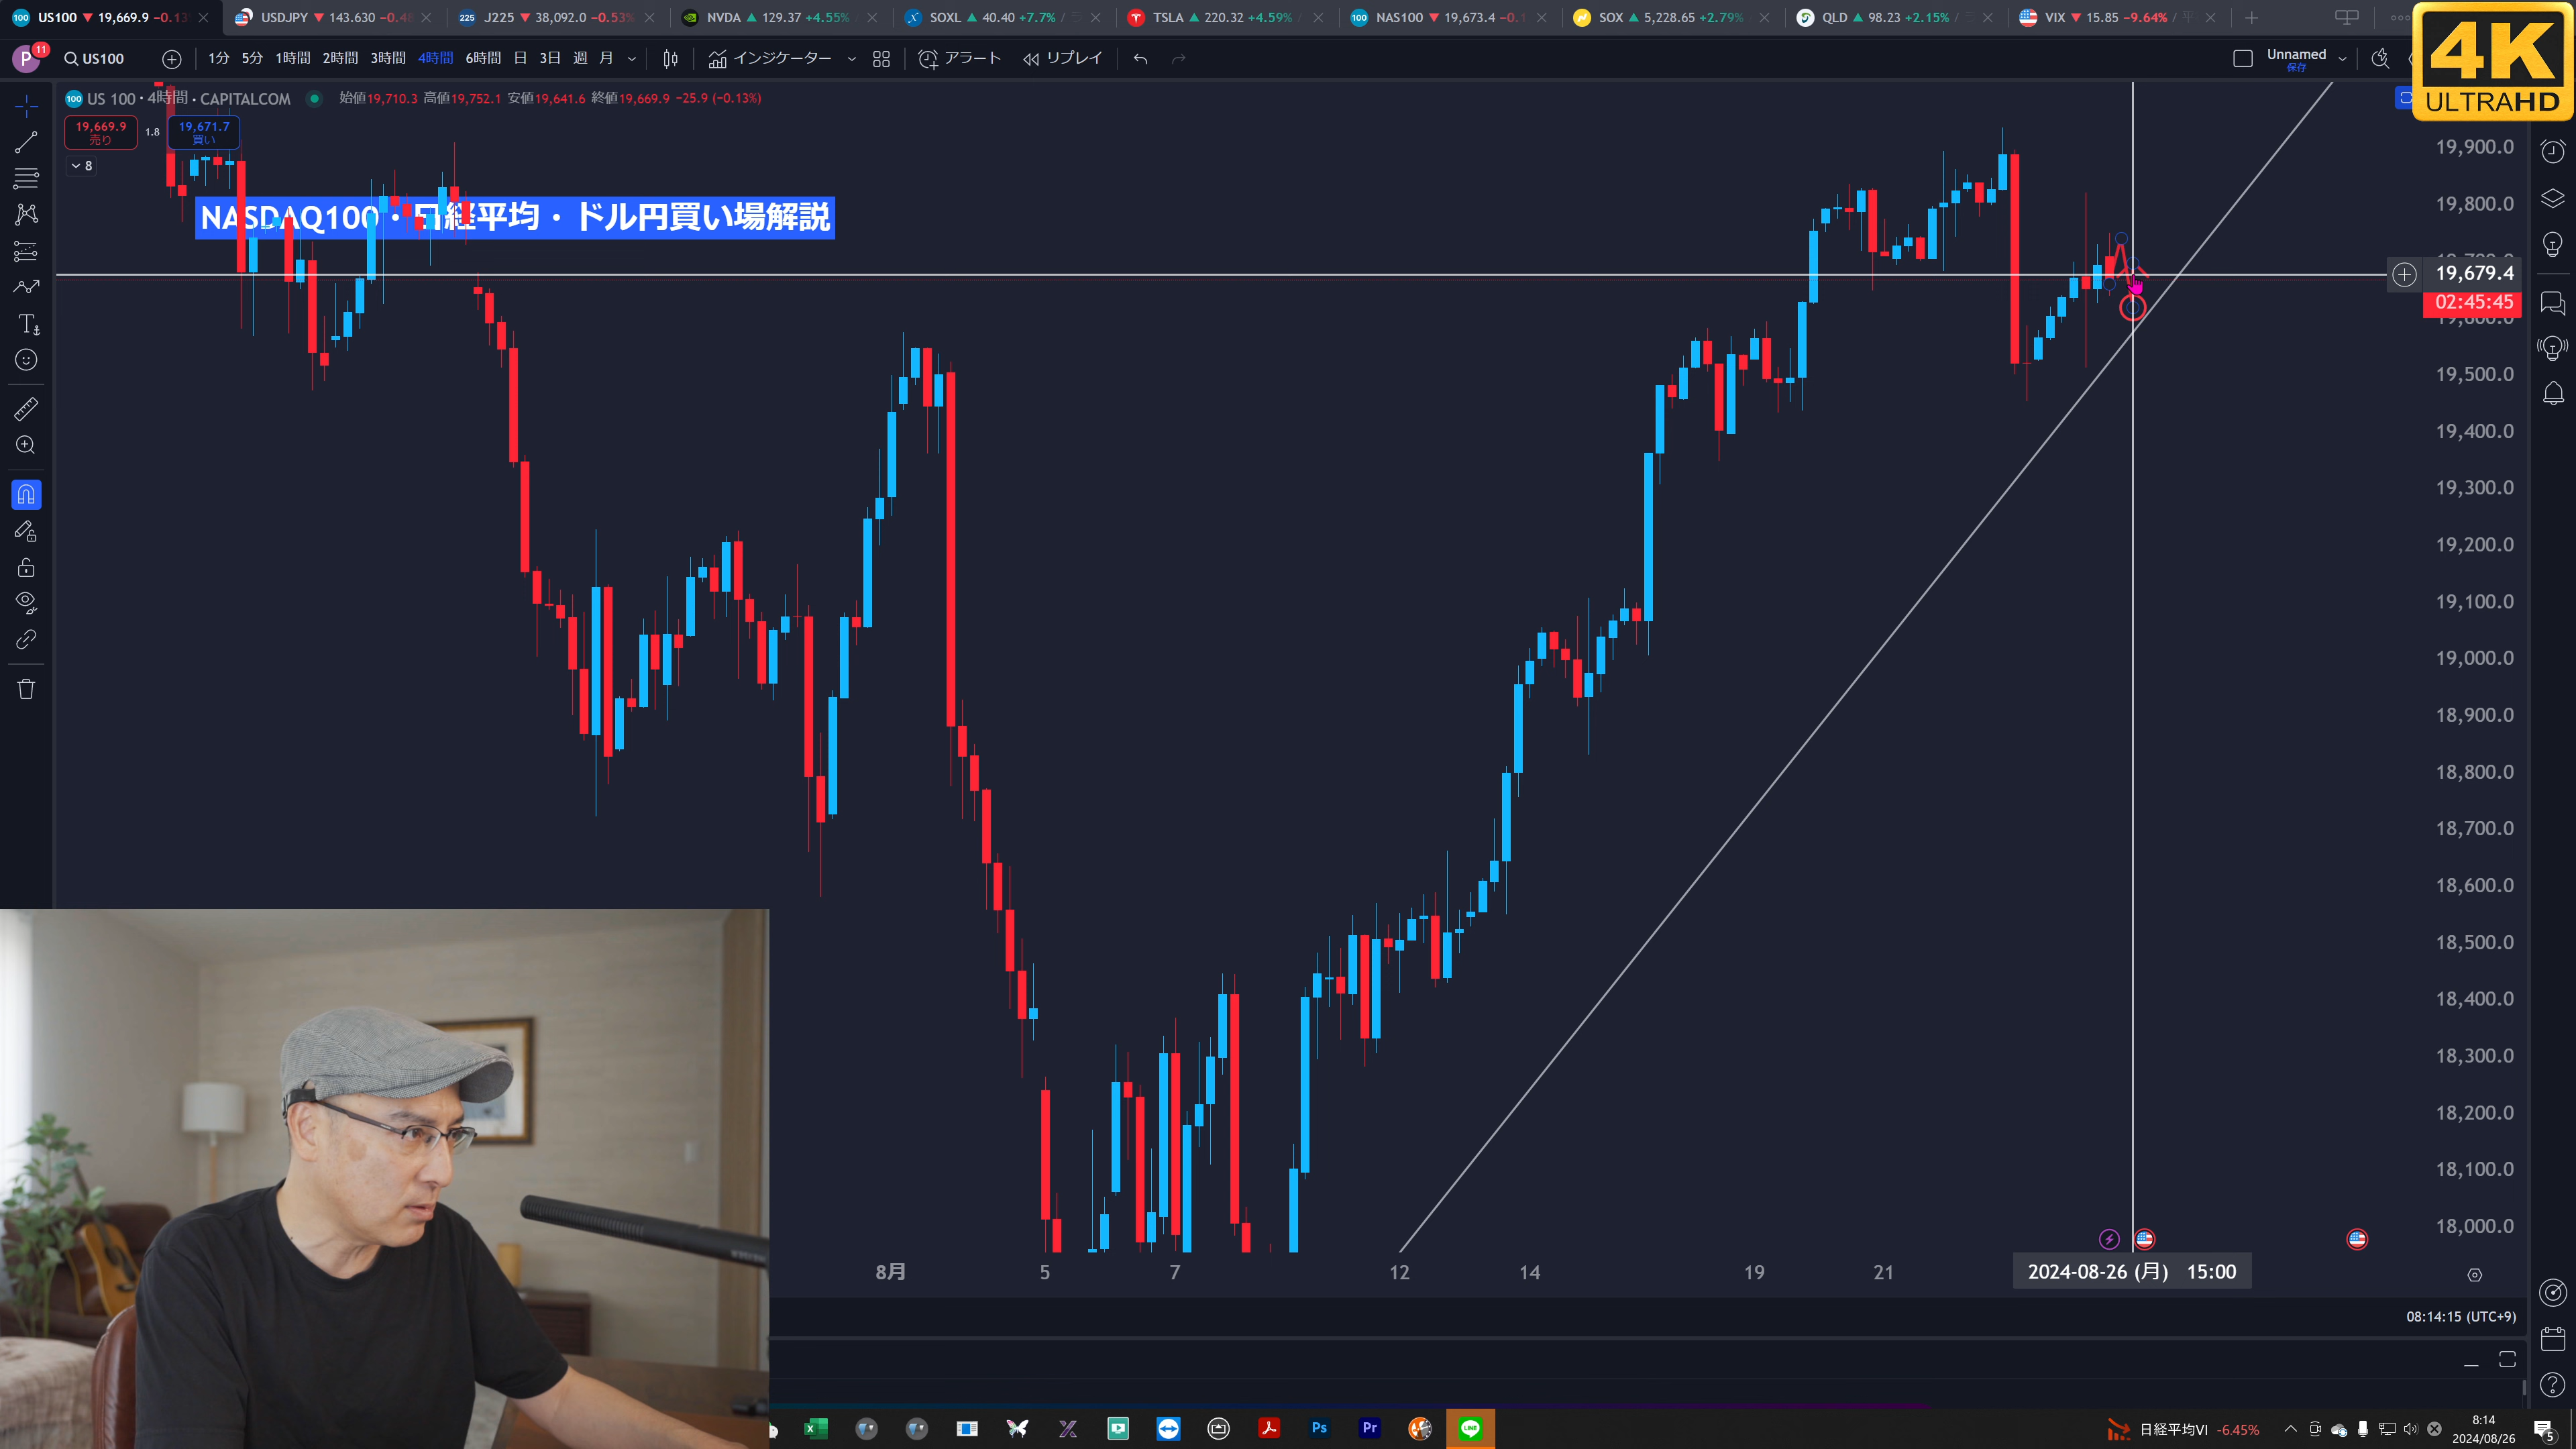 US100 ▼ 19,669.9 −0.13
USDJPY ▼ 143.630 −0.48
225 J225 ▼ 38,092.0 −0.53%
NVDA ▲ 129.37 +4.55%
SOXL ▲ 40.40 +7.7% /
TSLA ▲ 220.32 +4.59% /
100 NAS100 ▼ 19,673.4 −0.1
SOX ▲ 5,228.65 +2.79%
QLD ▲ 98.23 +2.15% /
VIX ▼ 15.85 −9.64% /
4K
ULTRAHD
P 11 US100 1分 5分 1時間 2時間 3時間 4時間 6時間 日 3日 週 月 インジケーター アラート リプレイ
Unnamed
保存
100 US 100・4時間・CAPITALCOM 始値19,710.3 高値19,752.1 安値19,641.6 終値19,669.9 −25.9 (−0.13%)
19,669.9
売り
1.8
19,671.7
買い
8
NASDAQ100・日経平均・ドル円買い場解説
19,900.0
19,800.0
19,679.4
02:45:45
19,500.0
19,400.0
19,300.0
19,200.0
19,100.0
19,000.0
18,900.0
18,800.0
18,700.0
18,600.0
18,500.0
18,400.0
18,300.0
18,200.0
18,100.0
18,000.0
8月 5 7 12 14 19 21 2024-08-26 (月) 15:00
08:14:15 (UTC+9)
Ps Pr LINE
日経平均VI -6.45%
8:14
2024/08/26
5